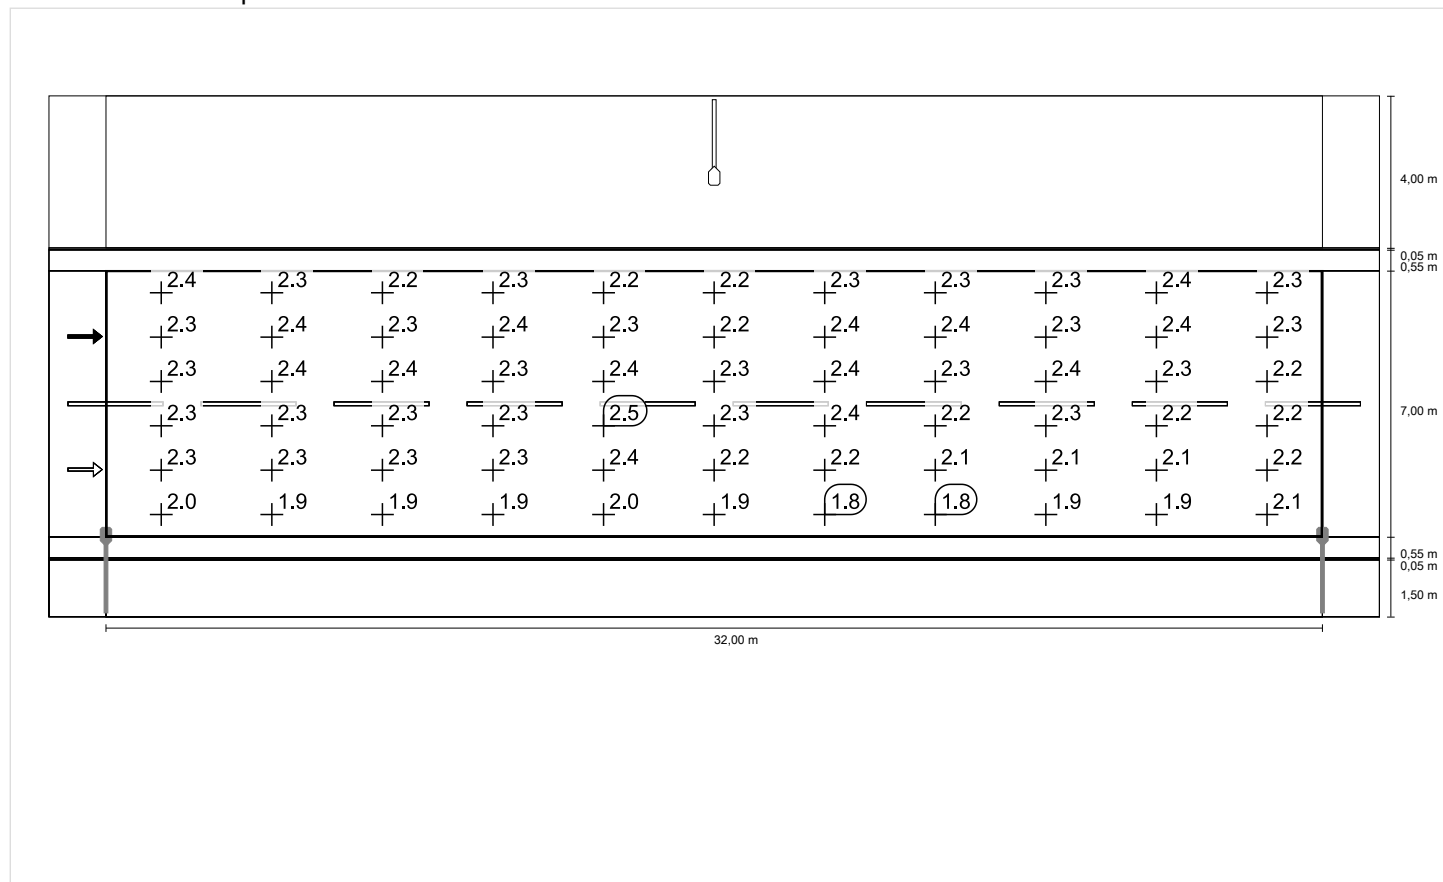 4,00 m
0,05 m
0,55 m
2.4 2.3 2.2 2.3 2.2 2.2 2.3 2.3 2.3 2.4 2.3
2.3 2.4 2.3 2.4 2.3 2.2 2.4 2.4 2.3 2.4 2.3
2.3 2.4 2.4 2.3 2.4 2.3 2.4 2.3 2.4 2.3 2.2
2.3 2.3 2.3 2.3 2.5 2.3 2.4 2.2 2.3 2.2 2.2
7,00 m
2.3 2.3 2.3 2.3 2.4 2.2 2.2 2.1 2.1 2.1 2.2
2.0 1.9 1.9 1.9 2.0 1.9 1.8 1.8 1.9 1.9 2.1
0,55 m
0,05 m
1,50 m
32,00 m